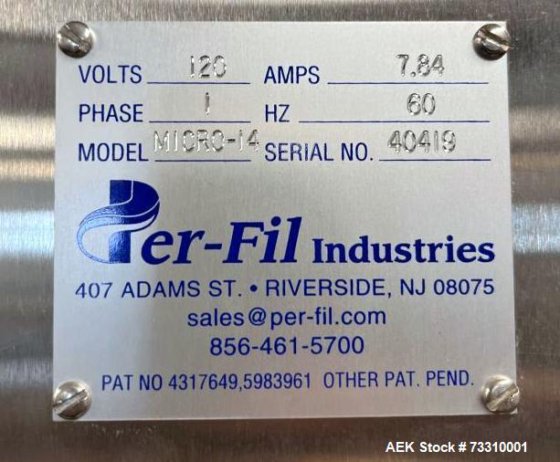 VOLTS 120 AMPS 7.84
PHASE 1 HZ 60
MODEL MICRO-14 SERIAL NO. 40419
Per-Fil Industries
407 ADAMS ST. • RIVERSIDE, NJ 08075
sales@per-fil.com
856-461-5700
PAT NO 4317649,5983961 OTHER PAT. PEND.
AEK Stock # 73310001